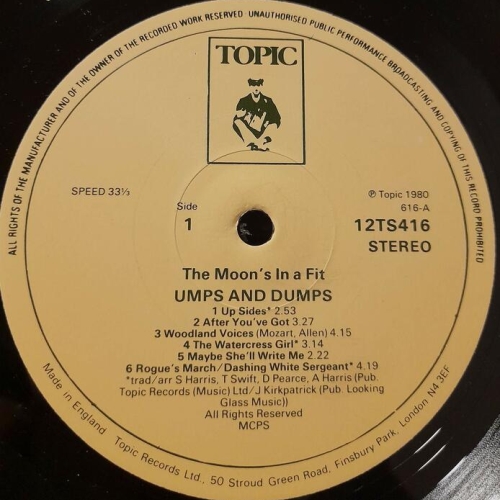 ALL RIGHTS OF THE MANUFACTURER AND OF THE OWNER OF THE RECORDED WORK RESERVED · UNAUTHORISED PUBLIC PERFORMANCE BROADCASTING AND COPYING OF THIS RECORD PROHIBITED
TOPIC
SPEED 33⅓
℗ Topic 1980
616-A
Side
1
12TS416
STEREO
The Moon's In a Fit
UMPS AND DUMPS
1 Up Sides* 2.53
2 After You've Got 3.27
3 Woodland Voices (Mozart, Allen) 4.15
4 The Watercress Girl* 3.14
5 Maybe She'll Write Me 2.22
6 Rogue's March/Dashing White Sergeant* 4.19
*trad/arr S Harris, T Swift, D Pearce, A Harris (Pub.
Topic Records (Music) Ltd/J Kirkpatrick (Pub. Looking
Glass Music))
All Rights Reserved
MCPS
Made in England Topic Records Ltd., 50 Stroud Green Road, Finsbury Park, London N4 3EF